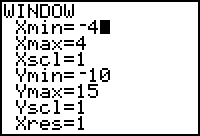 WINDOW
Xmin=-4
Xmax=4
Xscl=1
Ymin=-10
Ymax=15
Yscl=1
Xres=1